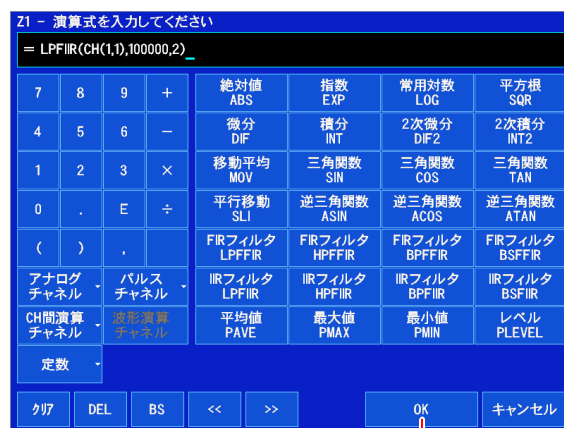 Z1 - 演算式を入力してください
= LPFIIR(CH(1,1),100000,2)_
7 8 9 + 絶対値 指数 常用対数 平方根
ABS EXP LOG SQR
4 5 6 - 微分 積分 2次微分 2次積分
DIF INT DIF2 INT2
1 2 3 × 移動平均 三角関数 三角関数 三角関数
MOV SIN COS TAN
0 . E ÷ 平行移動 逆三角関数 逆三角関数 逆三角関数
SLI ASIN ACOS ATAN
( ) , FIRフィルタ FIRフィルタ FIRフィルタ FIRフィルタ
LPFFIR HPFFIR BPFFIR BSFFIR
アナログ パルス IIRフィルタ IIRフィルタ IIRフィルタ IIRフィルタ
チャネル チャネル LPFIIR HPFIIR BPFIIR BSFIIR
CH間演算 波形演算 平均値 最大値 最小値 レベル
チャネル チャネル PAVE PMAX PMIN PLEVEL
定数
クリア DEL BS << >> OK キャンセル